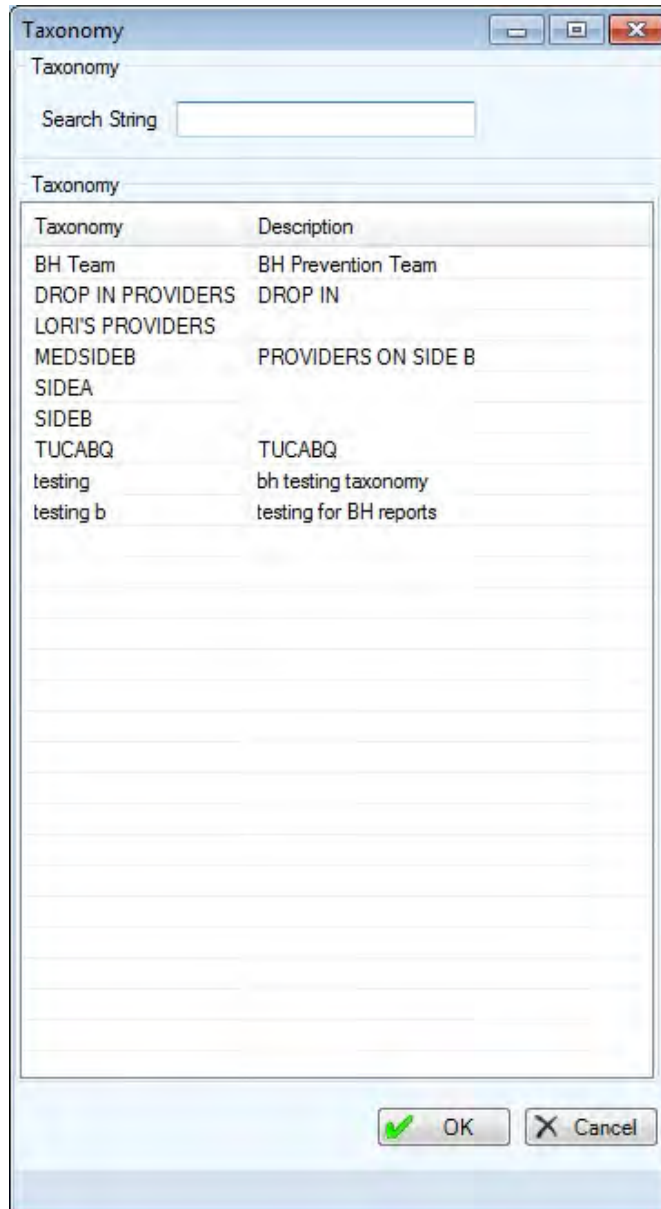 Taxonomy
Taxonomy
Search String
Taxonomy
Taxonomy Description
BH Team BH Prevention Team
DROP IN PROVIDERS DROP IN
LORI'S PROVIDERS
MEDSIDEB PROVIDERS ON SIDE B
SIDEA
SIDEB
TUCABQ TUCABQ
testing bh testing taxonomy
testing b testing for BH reports
OK Cancel